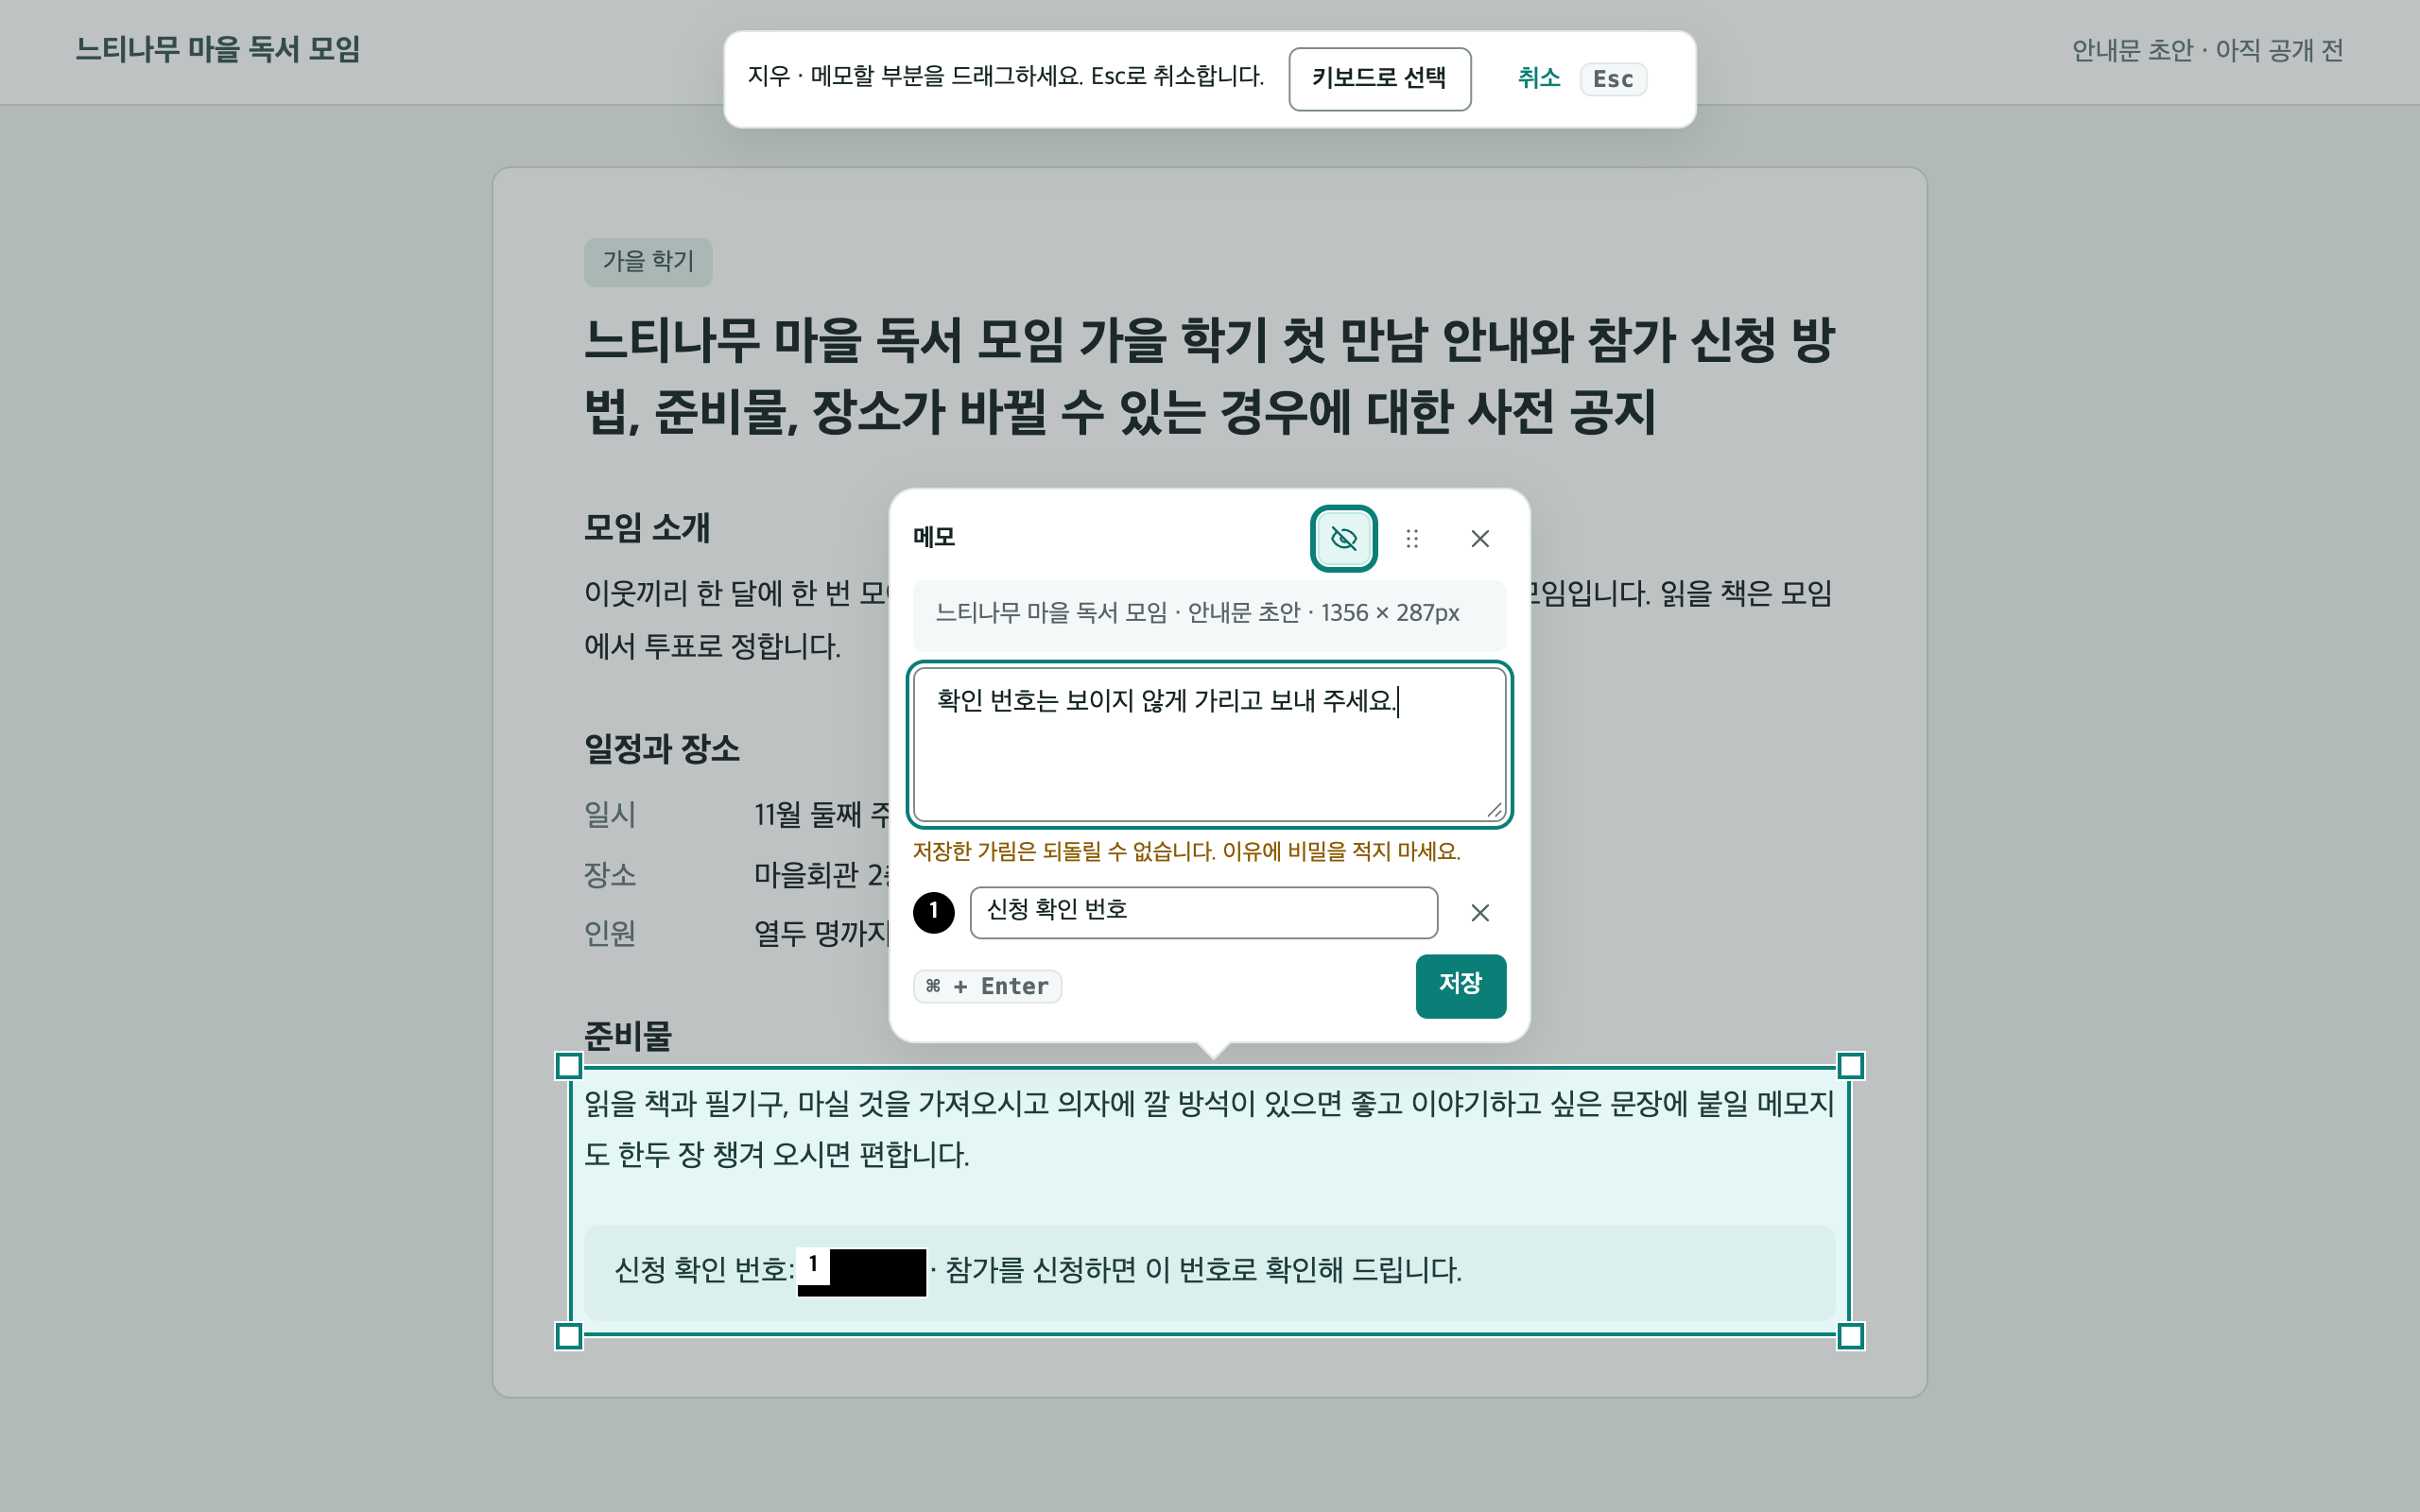 느티나무 마을 독서 모임
안내문 초안 · 아직 공개 전
지우 · 메모할 부분을 드래그하세요. Esc로 취소합니다.
키보드로 선택
취소 Esc
가을 학기
느티나무 마을 독서 모임 가을 학기 첫 만남 안내와 참가 신청 방
법, 준비물, 장소가 바뀔 수 있는 경우에 대한 사전 공지
모임 소개
이웃끼리 한 달에 한 번
모임입니다. 읽을 책은 모임
에서 투표로 정합니다.
일정과 장소
일시 11월 둘째
장소 마을회관
인원 열두 명까지
메모
느티나무 마을 독서 모임 · 안내문 초안 · 1356 × 287px
확인 번호는 보이지 않게 가리고 보내 주세요.
저장한 가림은 되돌릴 수 없습니다. 이유에 비밀을 적지 마세요.
1 신청 확인 번호
⌘ + Enter
저장
준비물
읽을 책과 필기구, 마실 것을 가져오시고 의자에 깔 방석이 있으면 좋고 이야기하고 싶은 문장에 붙일 메모지
도 한두 장 챙겨 오시면 편합니다.
신청 확인 번호: 1 · 참가를 신청하면 이 번호로 확인해 드립니다.